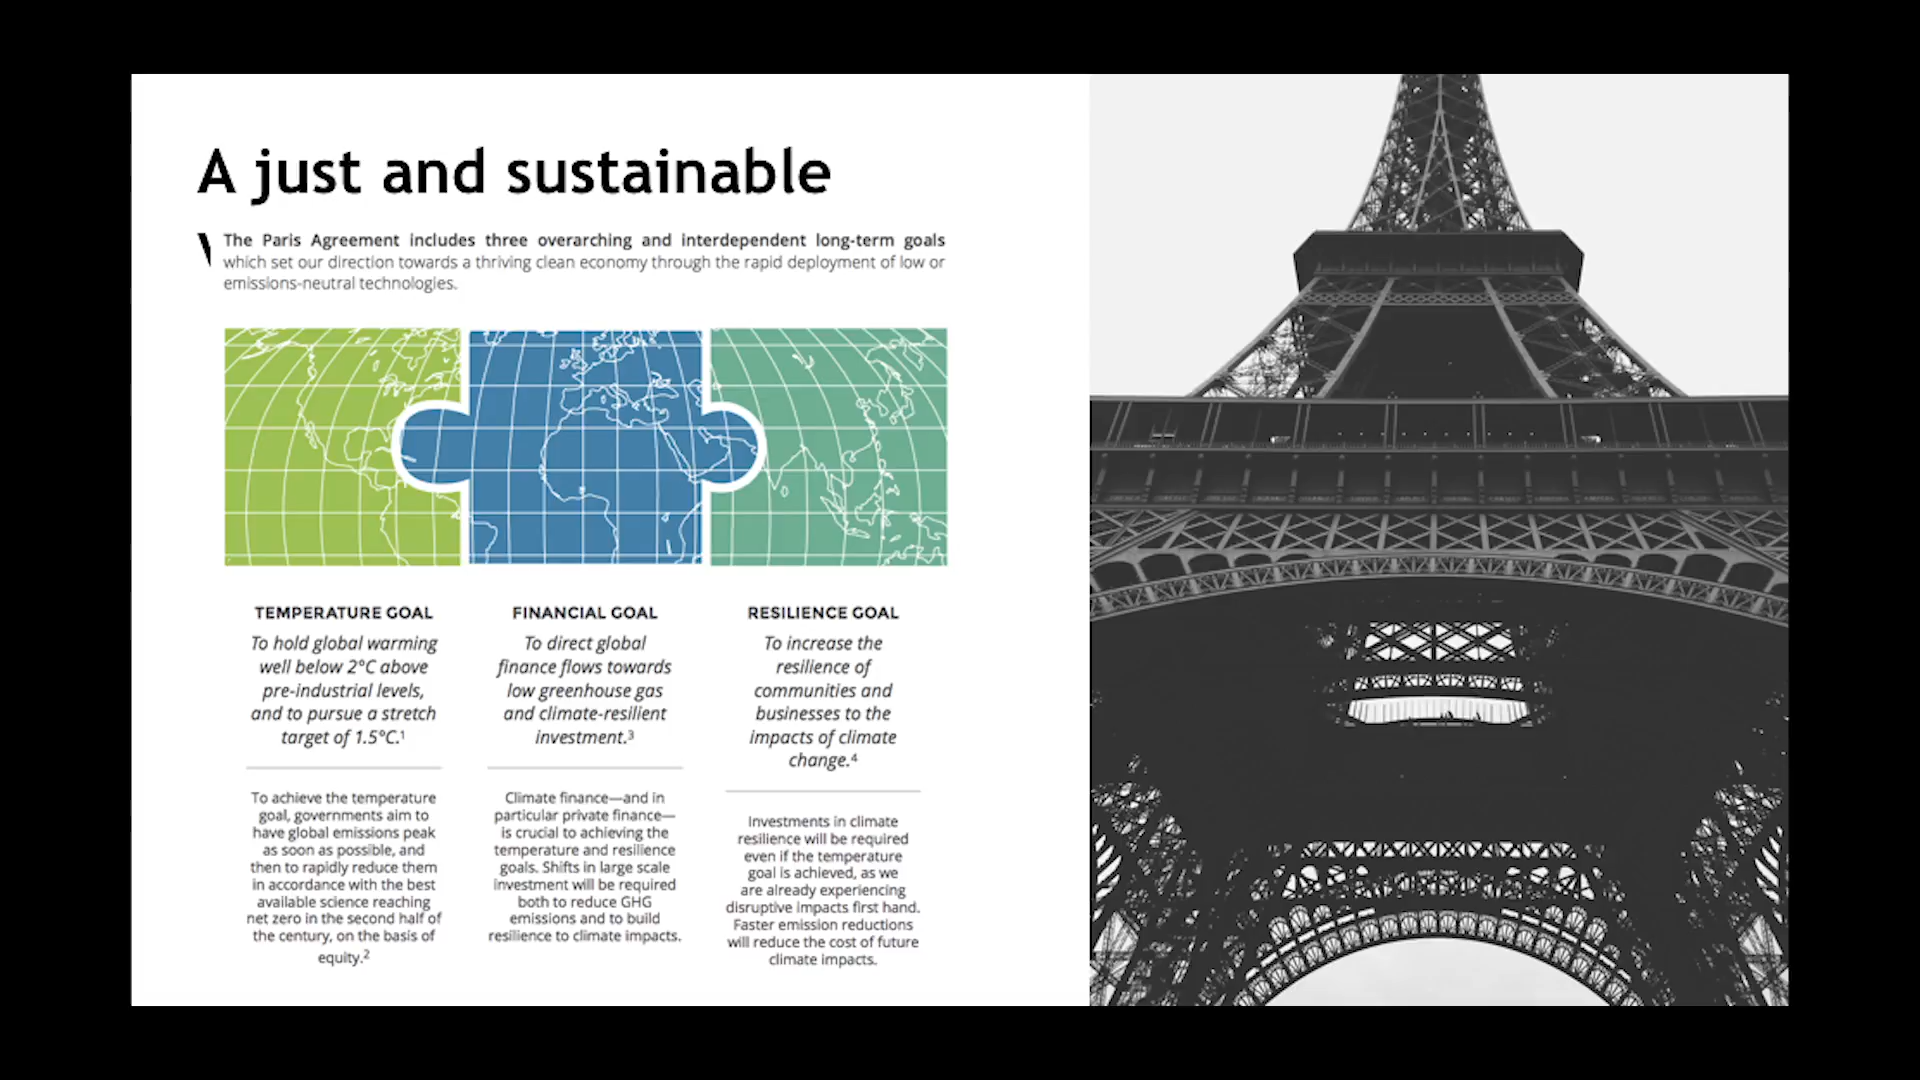 A just and sustainable
The Paris Agreement includes three overarching and interdependent long-term goals
which set our direction towards a thriving clean economy through the rapid deployment of low or
emissions-neutral technologies.
TEMPERATURE GOAL
To hold global warming
well below 2°C above
pre-industrial levels,
and to pursue a stretch
target of 1.5°C.¹
To achieve the temperature
goal, governments aim to
have global emissions peak
as soon as possible, and
then to rapidly reduce them
in accordance with the best
available science reaching
net zero in the second half of
the century, on the basis of
equity.²
FINANCIAL GOAL
To direct global
finance flows towards
low greenhouse gas
and climate-resilient
investment.³
Climate finance—and in
particular private finance—
is crucial to achieving the
temperature and resilience
goals. Shifts in large scale
investment will be required
both to reduce GHG
emissions and to build
resilience to climate impacts.
RESILIENCE GOAL
To increase the
resilience of
communities and
businesses to the
impacts of climate
change.⁴
Investments in climate
resilience will be required
even if the temperature
goal is achieved, as we
are already experiencing
disruptive impacts first hand.
Faster emission reductions
will reduce the cost of future
climate impacts.